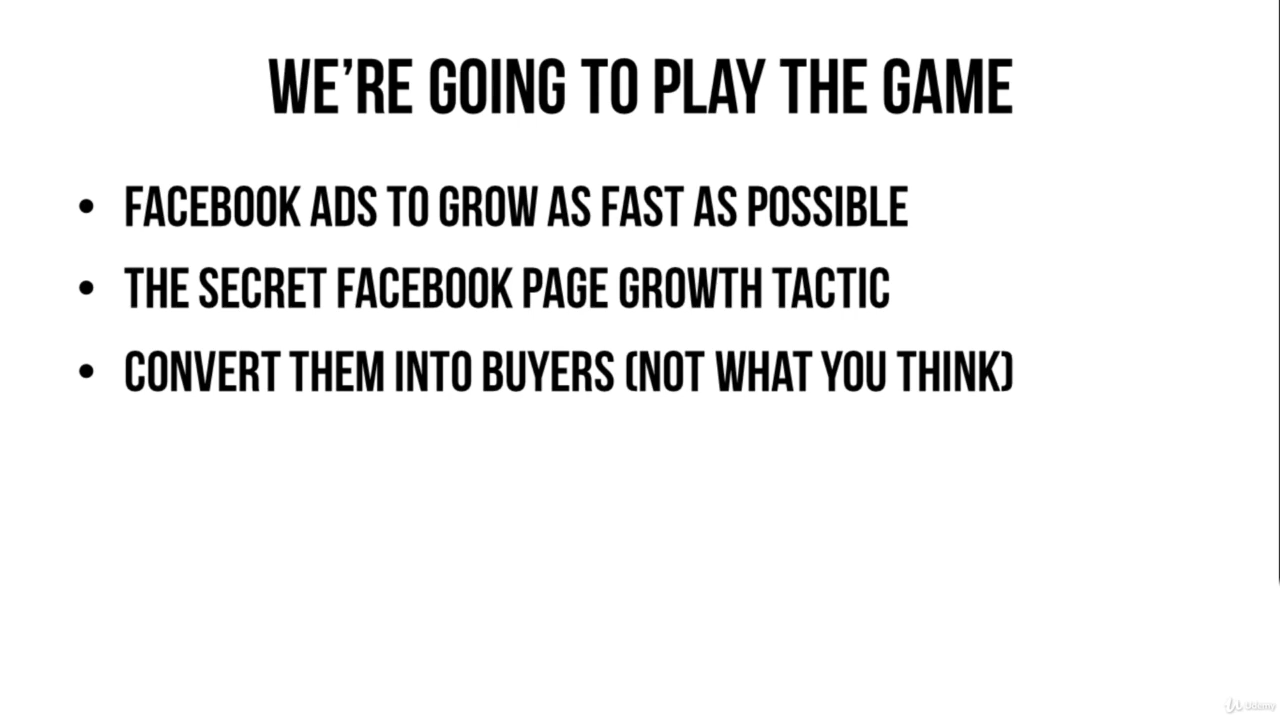 WE’RE GOING TO PLAY THE GAME
• FACEBOOK ADS TO GROW AS FAST AS POSSIBLE
• THE SECRET FACEBOOK PAGE GROWTH TACTIC
• CONVERT THEM INTO BUYERS (NOT WHAT YOU THINK)
Udemy